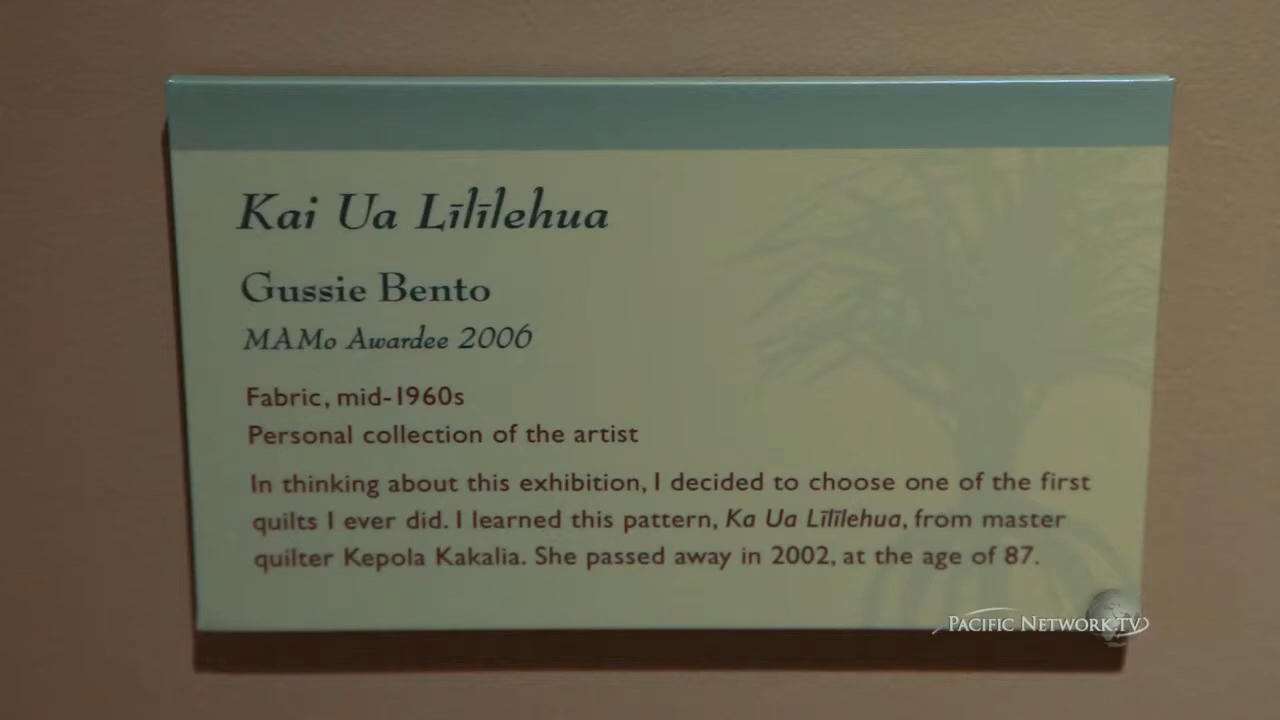 Kai Ua Līlīlehua
Gussie Bento
MAMo Awardee 2006
Fabric, mid-1960s
Personal collection of the artist
In thinking about this exhibition, I decided to choose one of the first
quilts I ever did. I learned this pattern, Ka Ua Līlīlehua, from master
quilter Kepola Kakalia. She passed away in 2002, at the age of 87.
PACIFIC NETWORK.TV